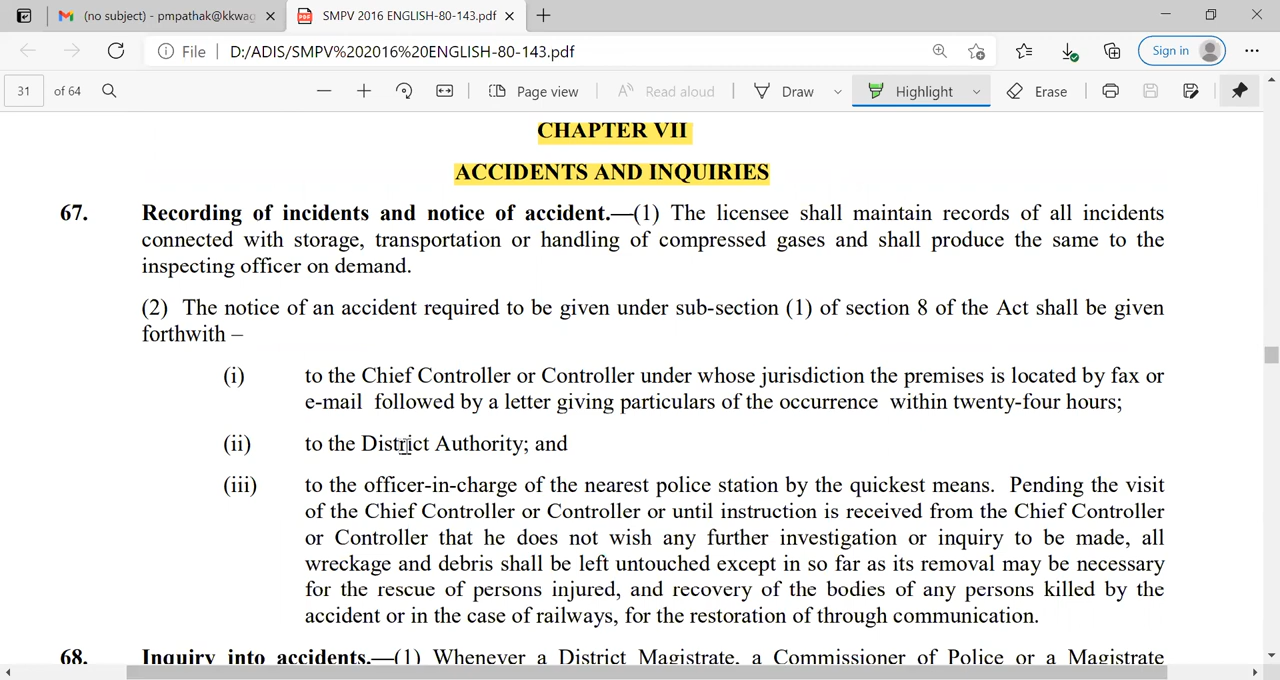 (no subject) - pmpathak@kkwag
SMPV 2016 ENGLISH-80-143.pdf
File
D:/ADIS/SMPV%202016%20ENGLISH-80-143.pdf
Sign in
31 of 64
Page view
Read aloud
Draw
Highlight
Erase
CHAPTER VII
ACCIDENTS AND INQUIRIES
67. Recording of incidents and notice of accident.—(1) The licensee shall maintain records of all incidents
connected with storage, transportation or handling of compressed gases and shall produce the same to the
inspecting officer on demand.
(2) The notice of an accident required to be given under sub-section (1) of section 8 of the Act shall be given
forthwith –
(i) to the Chief Controller or Controller under whose jurisdiction the premises is located by fax or
e-mail followed by a letter giving particulars of the occurrence within twenty-four hours;
(ii) to the District Authority; and
(iii) to the officer-in-charge of the nearest police station by the quickest means. Pending the visit
of the Chief Controller or Controller or until instruction is received from the Chief Controller
or Controller that he does not wish any further investigation or inquiry to be made, all
wreckage and debris shall be left untouched except in so far as its removal may be necessary
for the rescue of persons injured, and recovery of the bodies of any persons killed by the
accident or in the case of railways, for the restoration of through communication.
68. Inquiry into accidents.—(1) Whenever a District Magistrate, a Commissioner of Police or a Magistrate